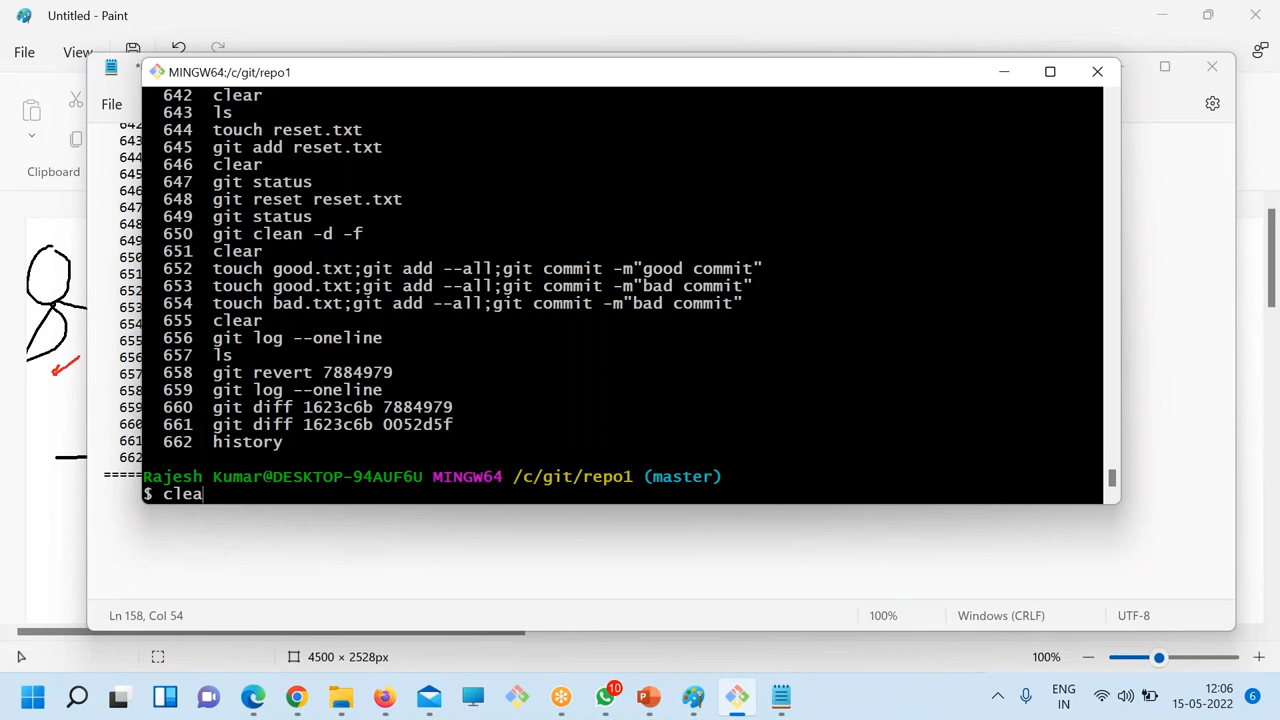 Untitled - Paint
File
View
MINGW64:/c/git/repo1
File
Clipboard
642 clear
643 ls
644 touch reset.txt
645 git add reset.txt
646 clear
647 git status
648 git reset reset.txt
649 git status
650 git clean -d -f
651 clear
652 touch good.txt;git add --all;git commit -m"good commit"
653 touch good.txt;git add --all;git commit -m"bad commit"
654 touch bad.txt;git add --all;git commit -m"bad commit"
655 clear
656 git log --oneline
657 ls
658 git revert 7884979
659 git log --oneline
660 git diff 1623c6b 7884979
661 git diff 1623c6b 0052d5f
662 history
=====
Rajesh Kumar@DESKTOP-94AUF6U MINGW64 /c/git/repo1 (master)
$ clea
Ln 158, Col 54
100%
Windows (CRLF)
UTF-8
4500 × 2528px
100%
10
ENG
IN
12:06
15-05-2022
6